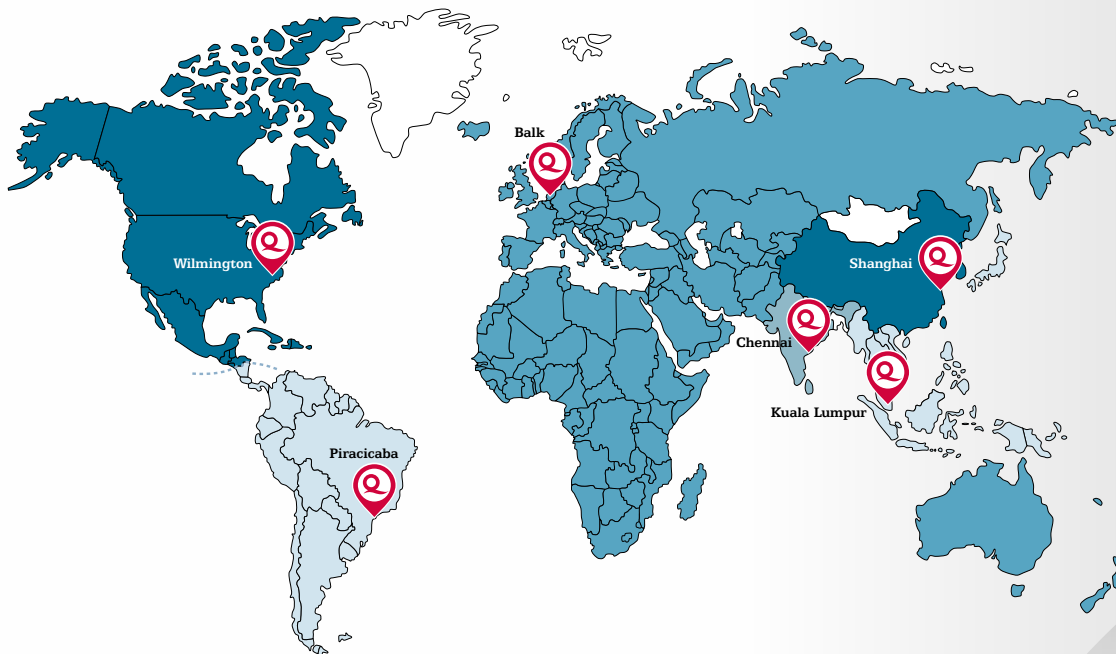 Balk
Wilmington
Shanghai
Chennai
Kuala Lumpur
Piracicaba